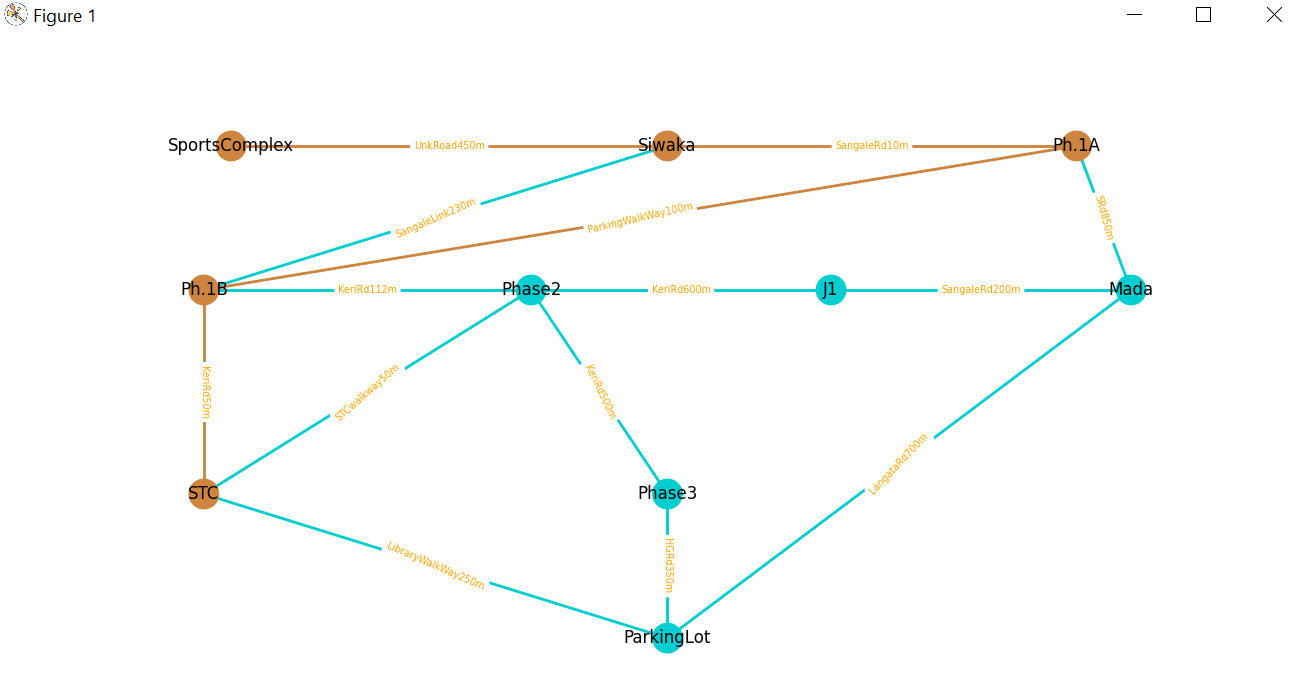 Figure 1
SportsComplex
UnkRoad450m
Siwaka
SangaleRd10m
Ph.1A
SangaleLink230m
ParkingWalkWay100m
SRd850m
Ph.1B
KeriRd112m
Phase2
KeriRd600m
J1
SangaleRd200m
Mada
KeriRd50m
STCwalkway50m
KeriRd500m
LangataRd700m
STC
Phase3
LibraryWalkWay250m
HGRd350m
ParkingLot